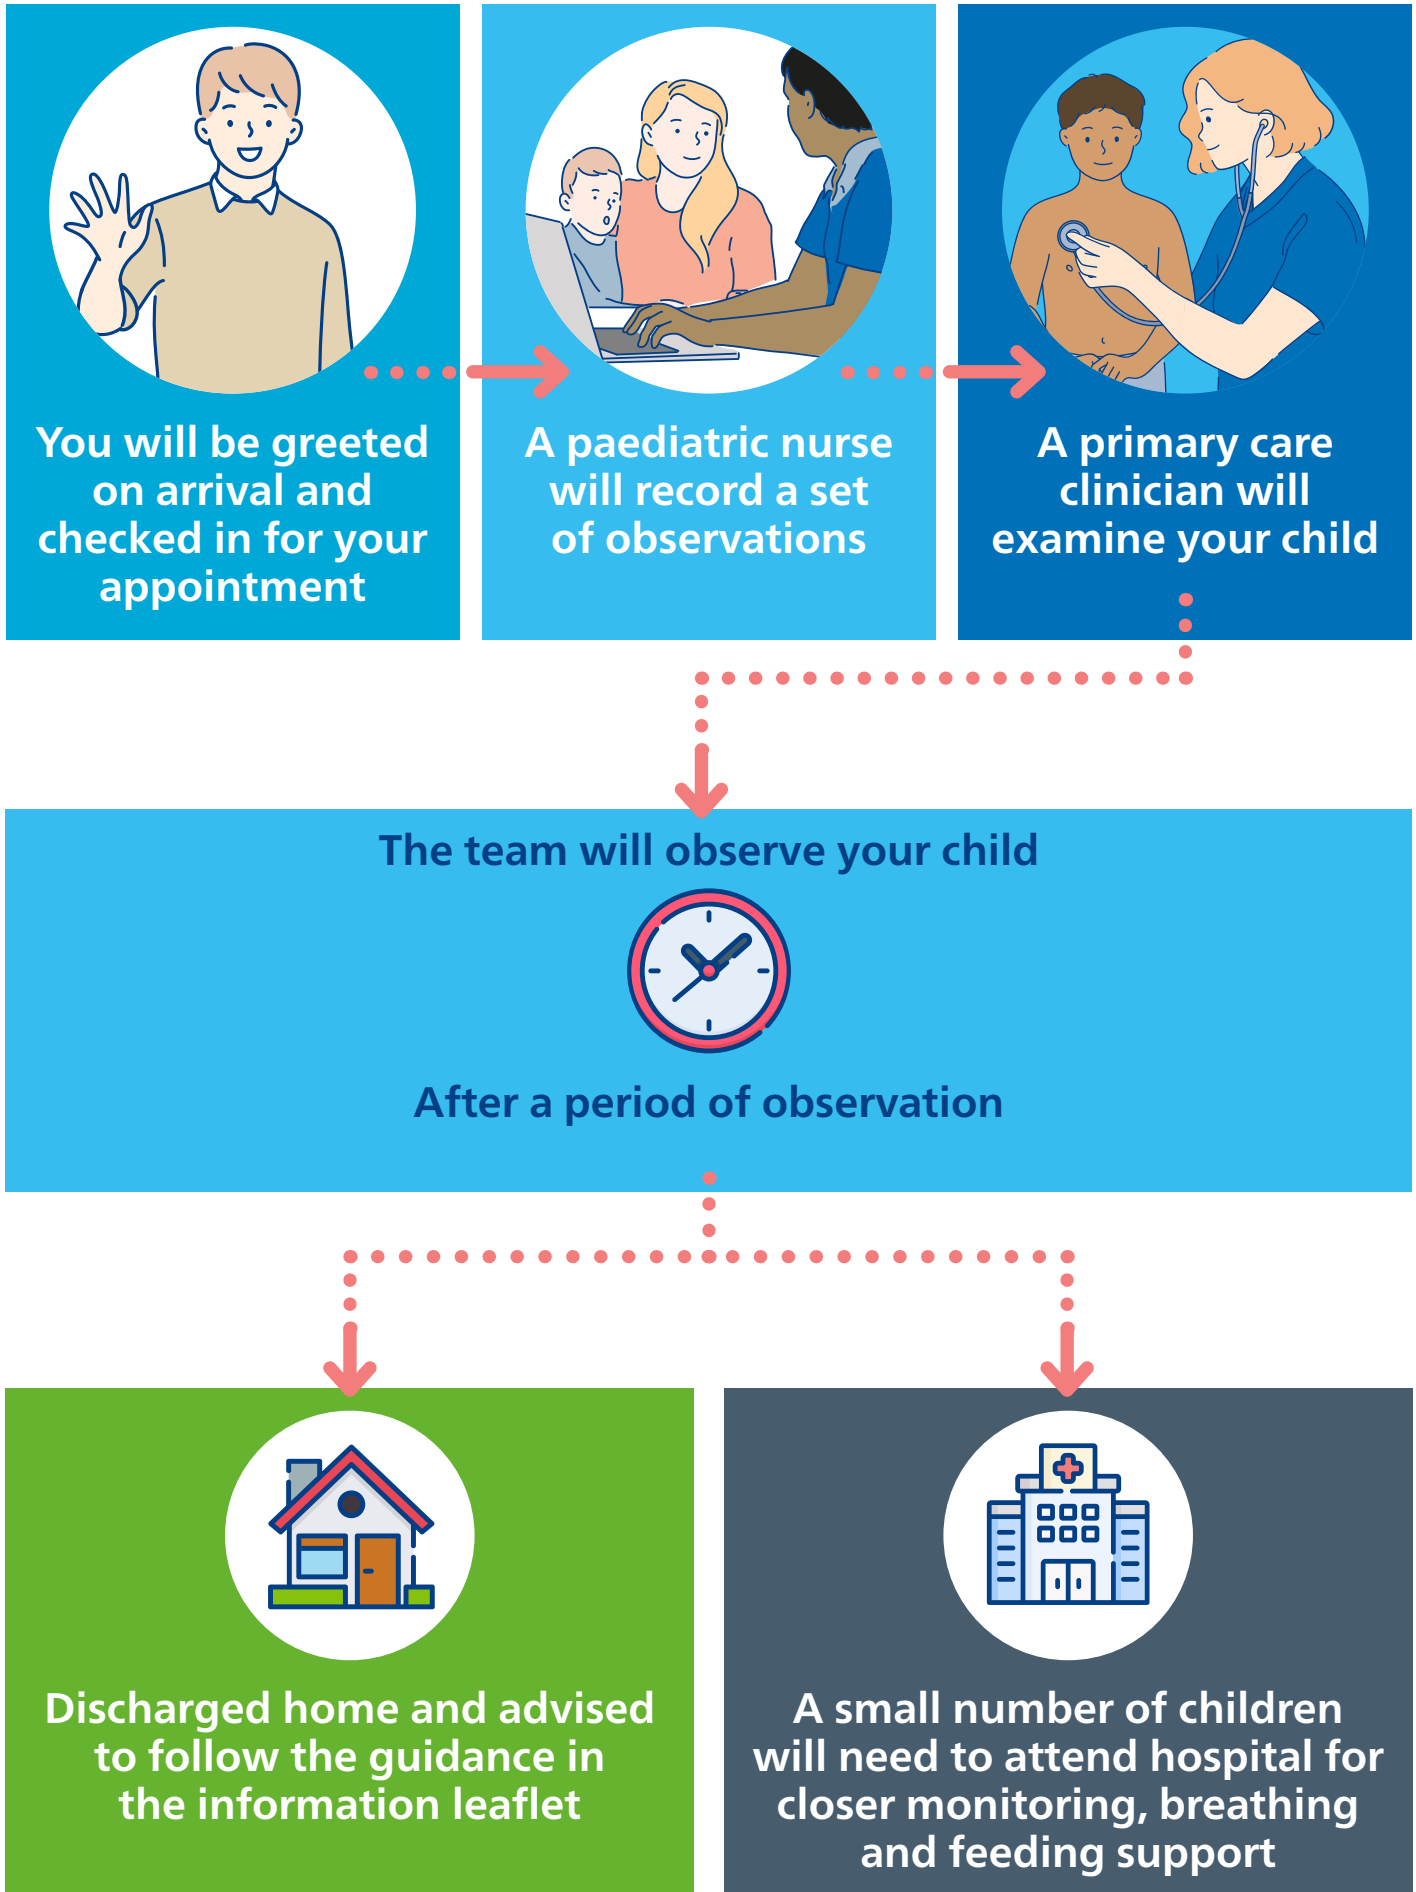 You will be greeted
on arrival and
checked in for your
appointment
A paediatric nurse
will record a set
of observations
A primary care
clinician will
examine your child
The team will observe your child
After a period of observation
Discharged home and advised
to follow the guidance in
the information leaflet
A small number of children
will need to attend hospital for
closer monitoring, breathing
and feeding support